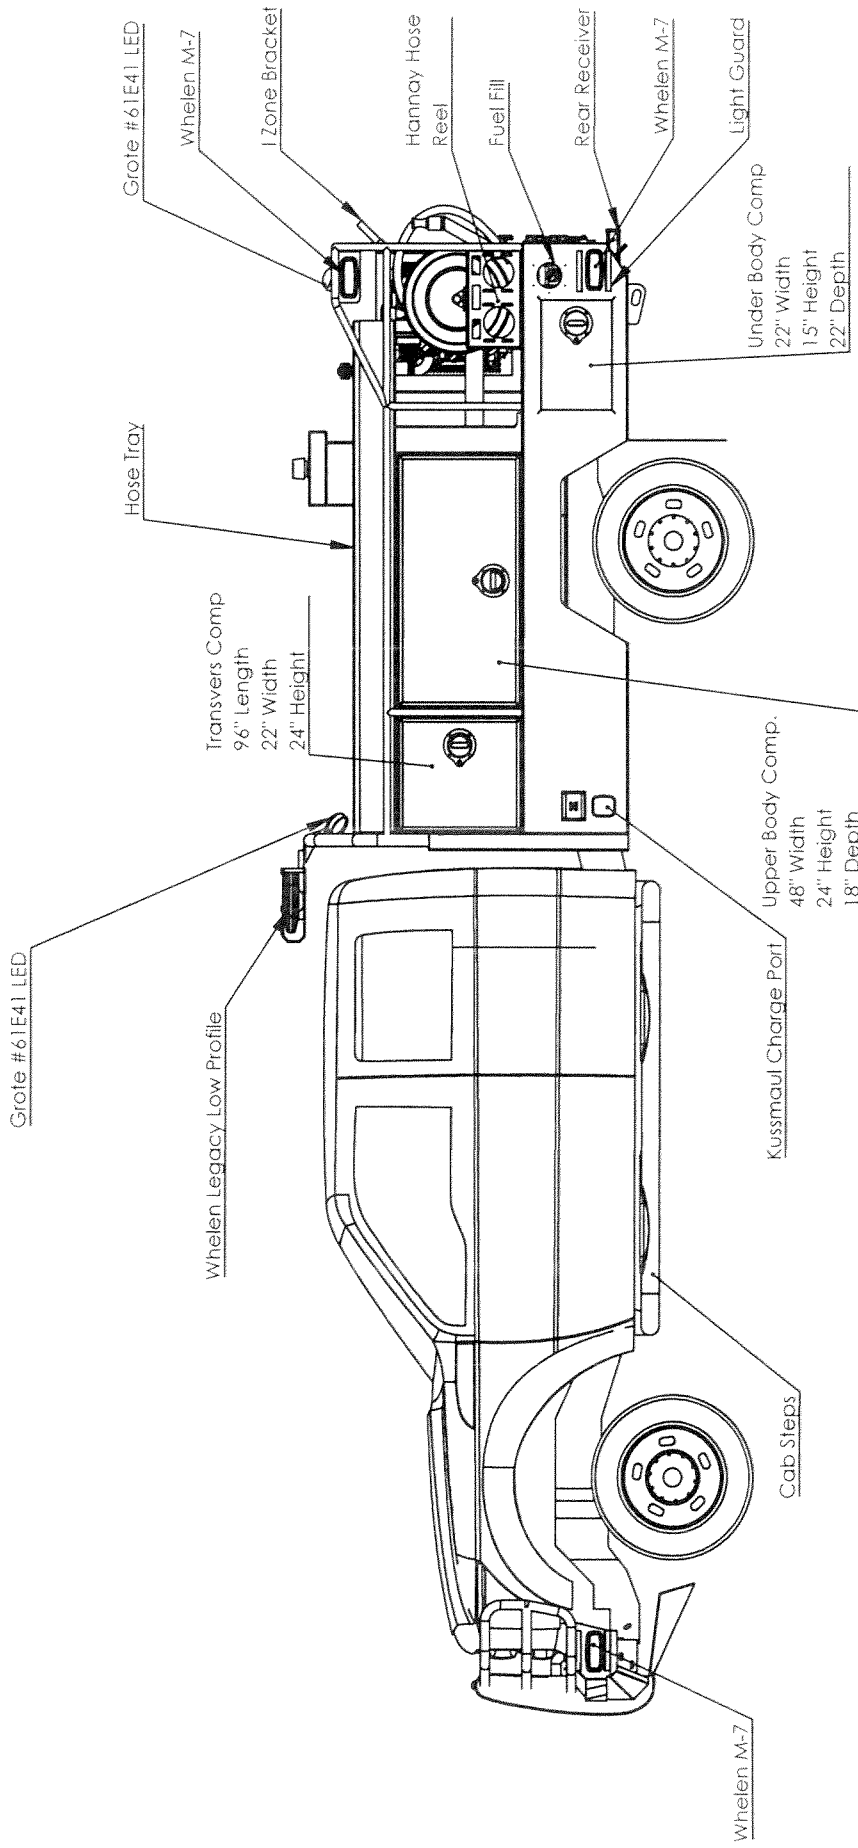 Grote #61E41 LED
Whelen Legacy Low Profile
Grote #61E41 LED
Whelen M-7
I Zone Bracket
Hose Tray
Transvers Comp
96" Length
22" Width
24" Height
Hannay Hose
Reel
Fuel Fill
Rear Receiver
Whelen M-7
Light Guard
Under Body Comp
22" Width
15" Height
22" Depth
Upper Body Comp.
48" Width
24" Height
18" Depth
Kussmaul Charge Port
Cab Steps
Whelen M-7